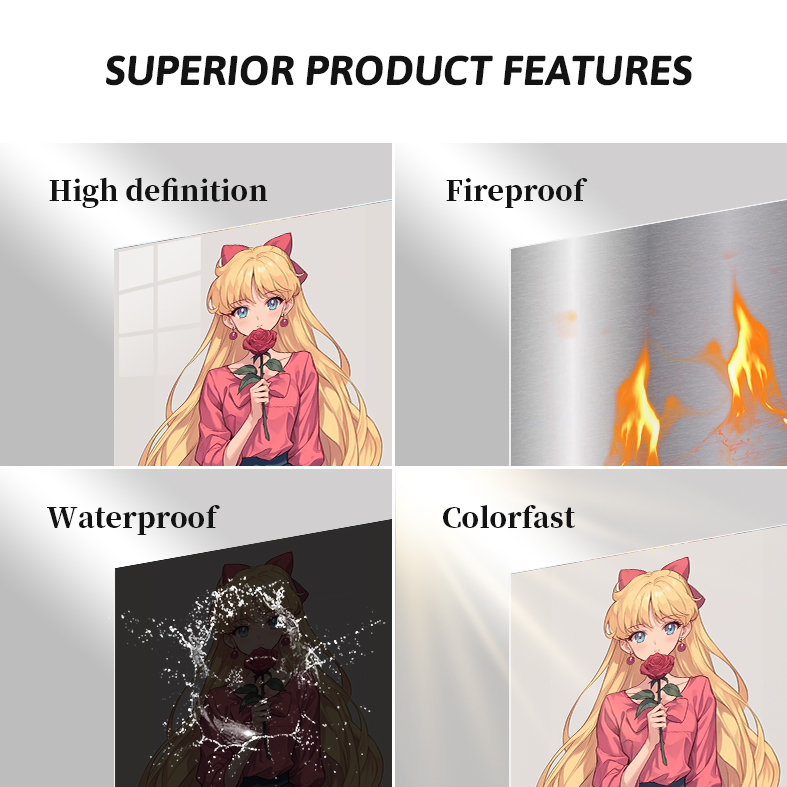 SUPERIOR PRODUCT FEATURES
High definition
Fireproof
Waterproof
Colorfast